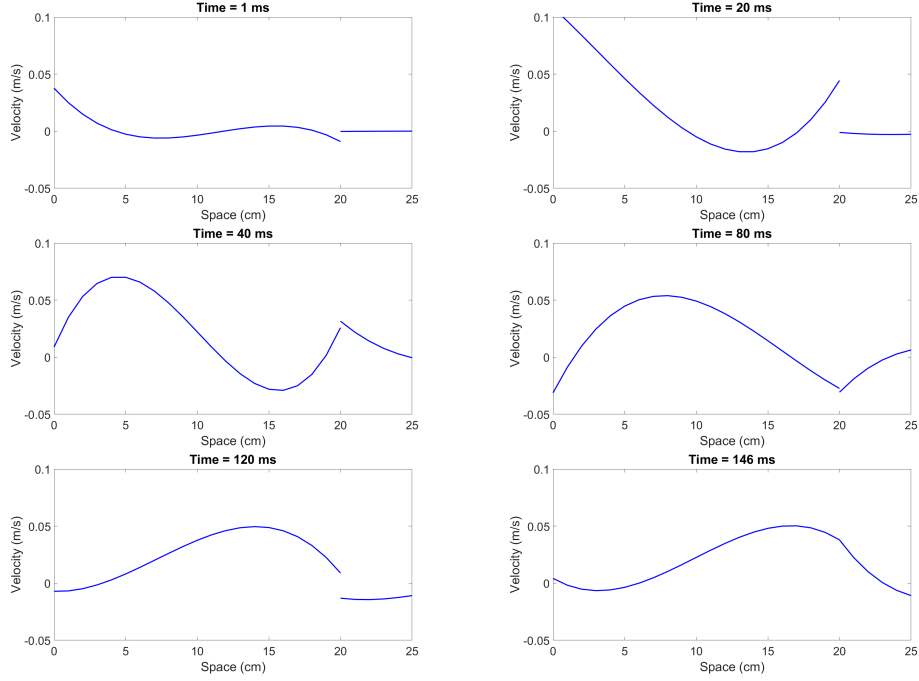 Time = 1 ms
0.1
0.05
0
-0.05
Velocity (m/s)
0 5 10 15 20 25
Space (cm)
Time = 20 ms
0.1
0.05
0
-0.05
Velocity (m/s)
0 5 10 15 20 25
Space (cm)
Time = 40 ms
0.1
0.05
0
-0.05
Velocity (m/s)
0 5 10 15 20 25
Space (cm)
Time = 80 ms
0.1
0.05
0
-0.05
Velocity (m/s)
0 5 10 15 20 25
Space (cm)
Time = 120 ms
0.1
0.05
0
-0.05
Velocity (m/s)
0 5 10 15 20 25
Space (cm)
Time = 146 ms
0.1
0.05
0
-0.05
Velocity (m/s)
0 5 10 15 20 25
Space (cm)